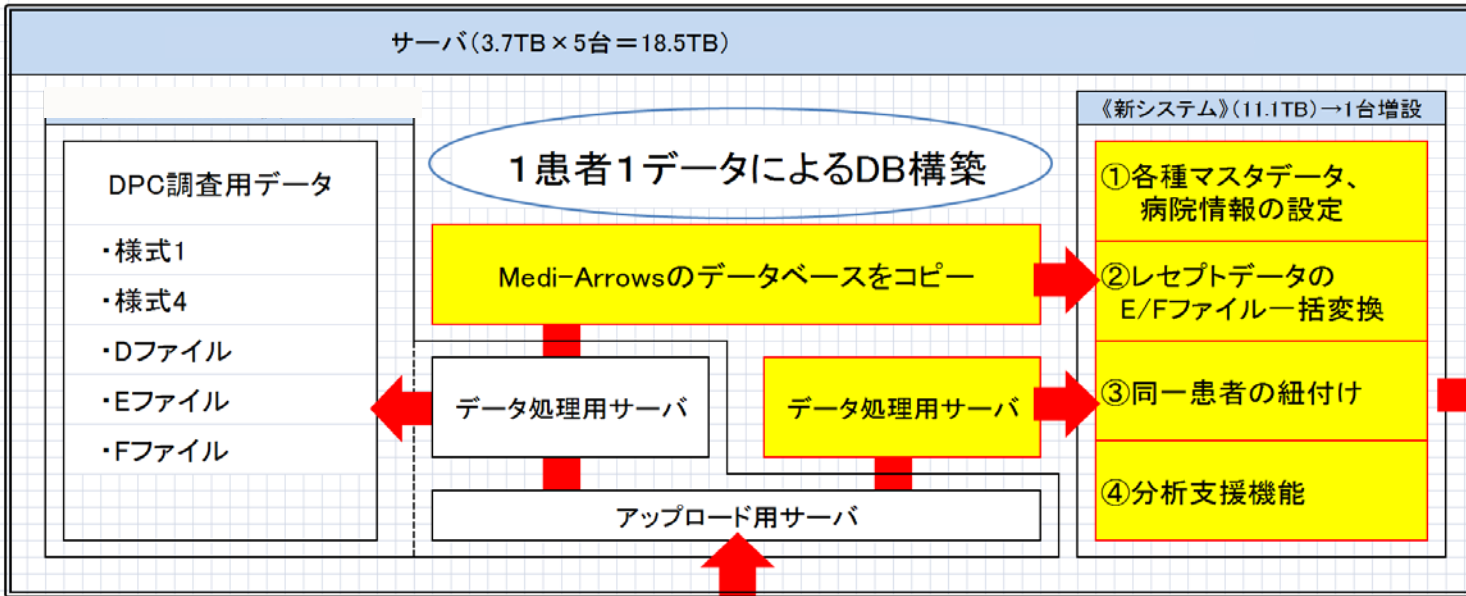 サーバ(3.7TB×5台=18.5TB)
DPC調査用データ
・様式1
・様式4
・Dファイル
・Eファイル
・Fファイル
1患者1データによるDB構築
Medi-Arrowsのデータベースをコピー
データ処理用サーバ
データ処理用サーバ
アップロード用サーバ
《新システム》(11.1TB)→1台増設
①各種マスタデータ、
病院情報の設定
②レセプトデータの
E/Fファイル一括変換
③同一患者の紐付け
④分析支援機能